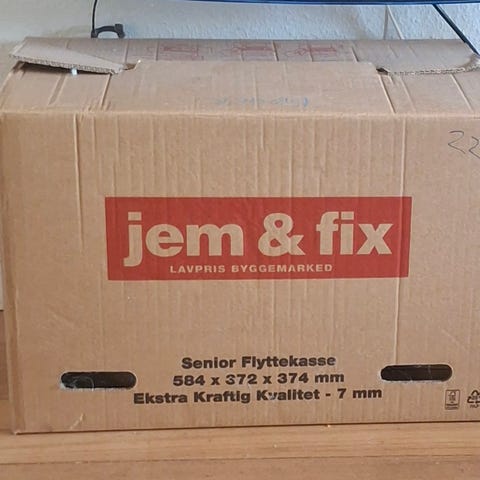 jem & fix
LAVPRIS BYGGEMARKED
Senior Flyttekasse
584 x 372 x 374 mm
Ekstra Kraftig Kvalitet - 7 mm